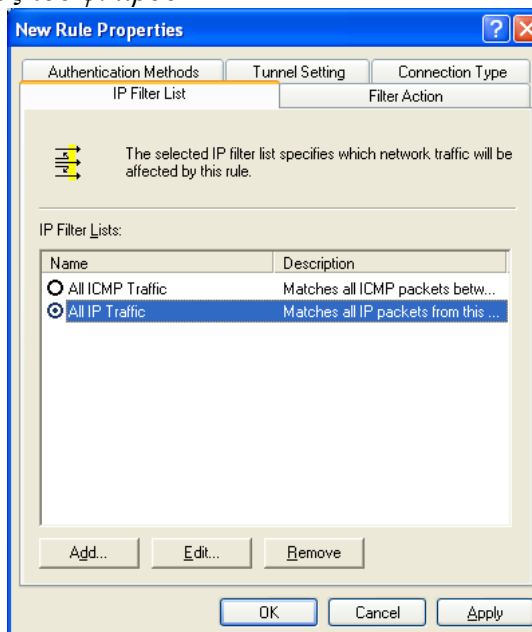 New Rule Properties
Authentication Methods
Tunnel Setting
Connection Type
IP Filter List
Filter Action
The selected IP filter list specifies which network traffic will be
affected by this rule.
IP Filter Lists:
Name Description
All ICMP Traffic Matches all ICMP packets betw...
All IP Traffic Matches all IP packets from this ...
Add... Edit... Remove
OK Cancel Apply